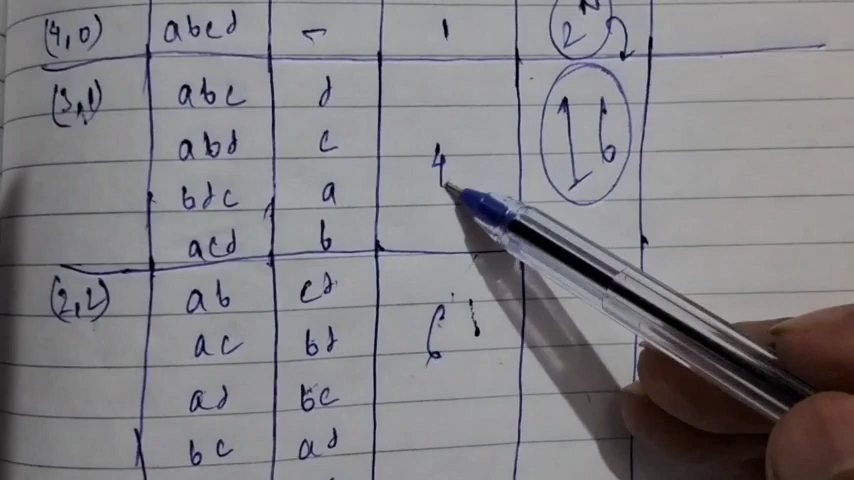 (4,0) abcd – 1 2^N
(3,1) abc d
abd c 4 16
bdc a
acd b
(2,2) ab cd
ac bd 6
ad bc
bc ad